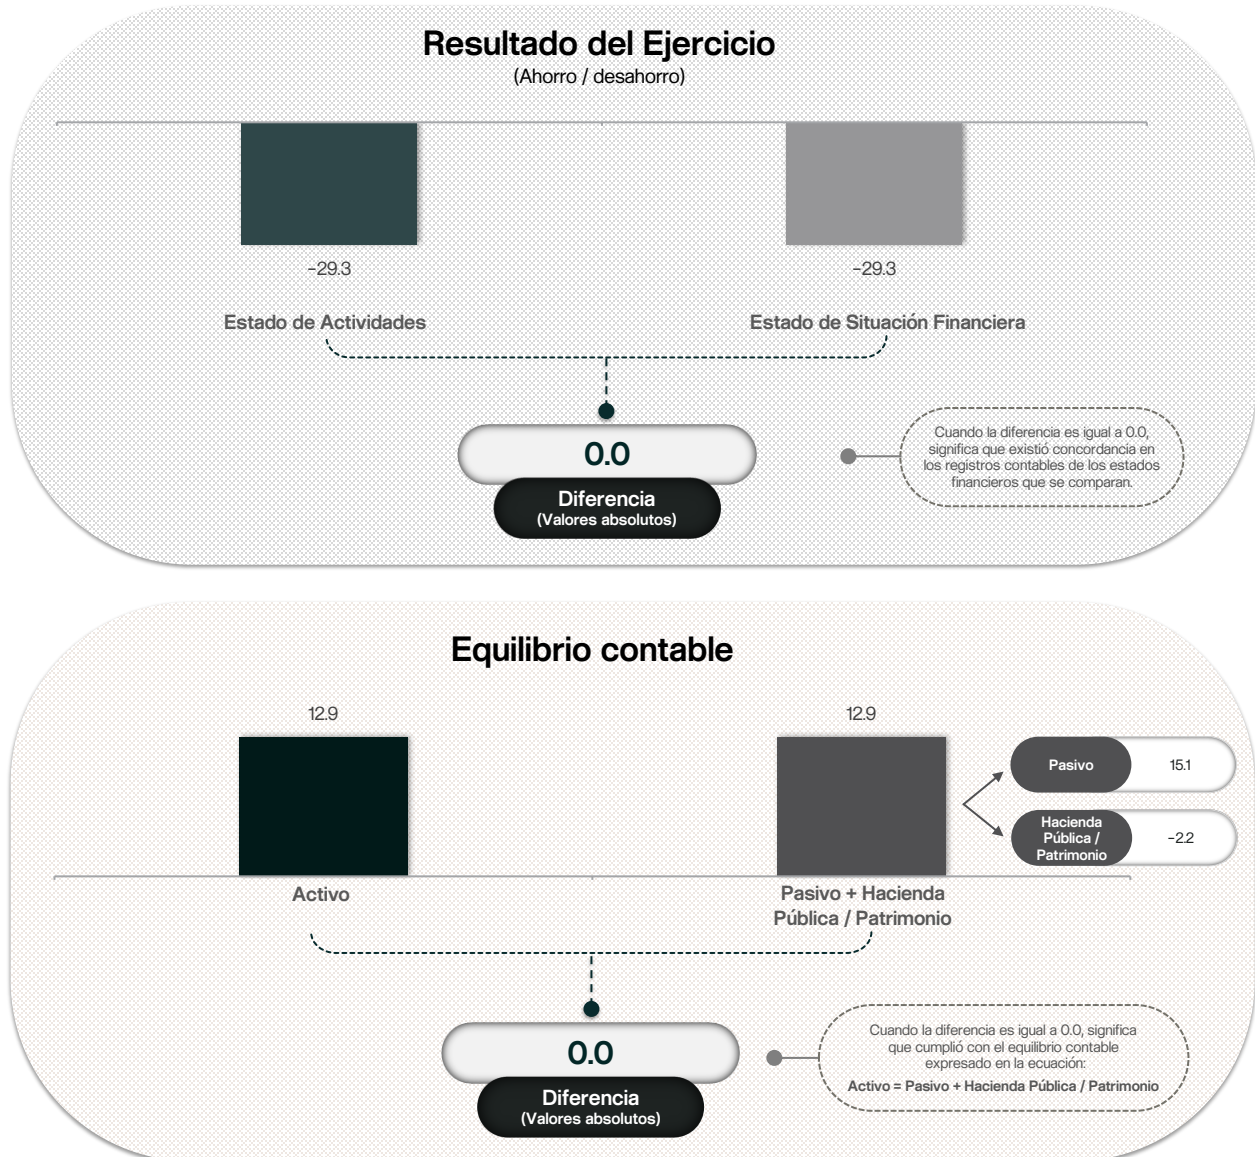 Resultado del Ejercicio
(Ahorro / desahorro)
-29.3
-29.3
Estado de Actividades
Estado de Situación Financiera
0.0
Diferencia
(Valores absolutos)
Cuando la diferencia es igual a 0.0,
significa que existió concordancia en
los registros contables de los estados
financieros que se comparan.
Equilibrio contable
12.9
12.9
Pasivo
15.1
Hacienda
Pública /
Patrimonio
-2.2
Activo
Pasivo + Hacienda
Pública / Patrimonio
0.0
Diferencia
(Valores absolutos)
Cuando la diferencia es igual a 0.0, significa
que cumplió con el equilibrio contable
expresado en la ecuación:
Activo = Pasivo + Hacienda Pública / Patrimonio